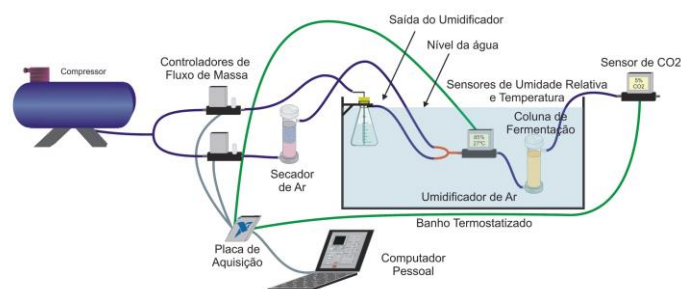 Compressor
Controladores de
Fluxo de Massa
Saída do Umidificador
Nível da água
Sensor de CO2
5%
CO2
Sensores de Umidade Relativa
e Temperatura
Coluna de
Fermentação
27ºC
Secador
de Ar
Umidificador de Ar
Banho Termostatizado
Placa de
Aquisição
Computador
Pessoal